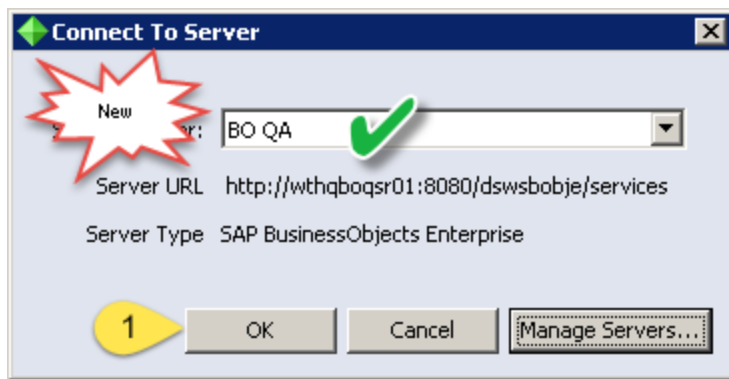 Connect To Server
New
BO QA
Server URL http://wthqboqsr01:8080/dswsbobje/services
Server Type SAP BusinessObjects Enterprise
1
OK Cancel Manage Servers...